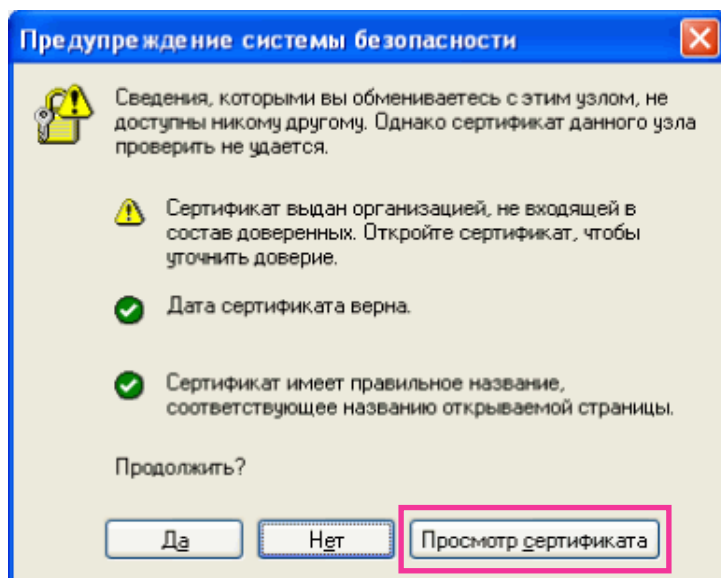 Предупреждение системы безопасности
Сведения, которыми вы обмениваетесь с этим узлом, не
доступны никому другому. Однако сертификат данного узла
проверить не удается.
Сертификат выдан организацией, не входящей в
состав доверенных. Откройте сертификат, чтобы
уточнить доверие.
Дата сертификата верна.
Сертификат имеет правильное название,
соответствующее названию открываемой страницы.
Продолжить?
Да Нет Просмотр сертификата